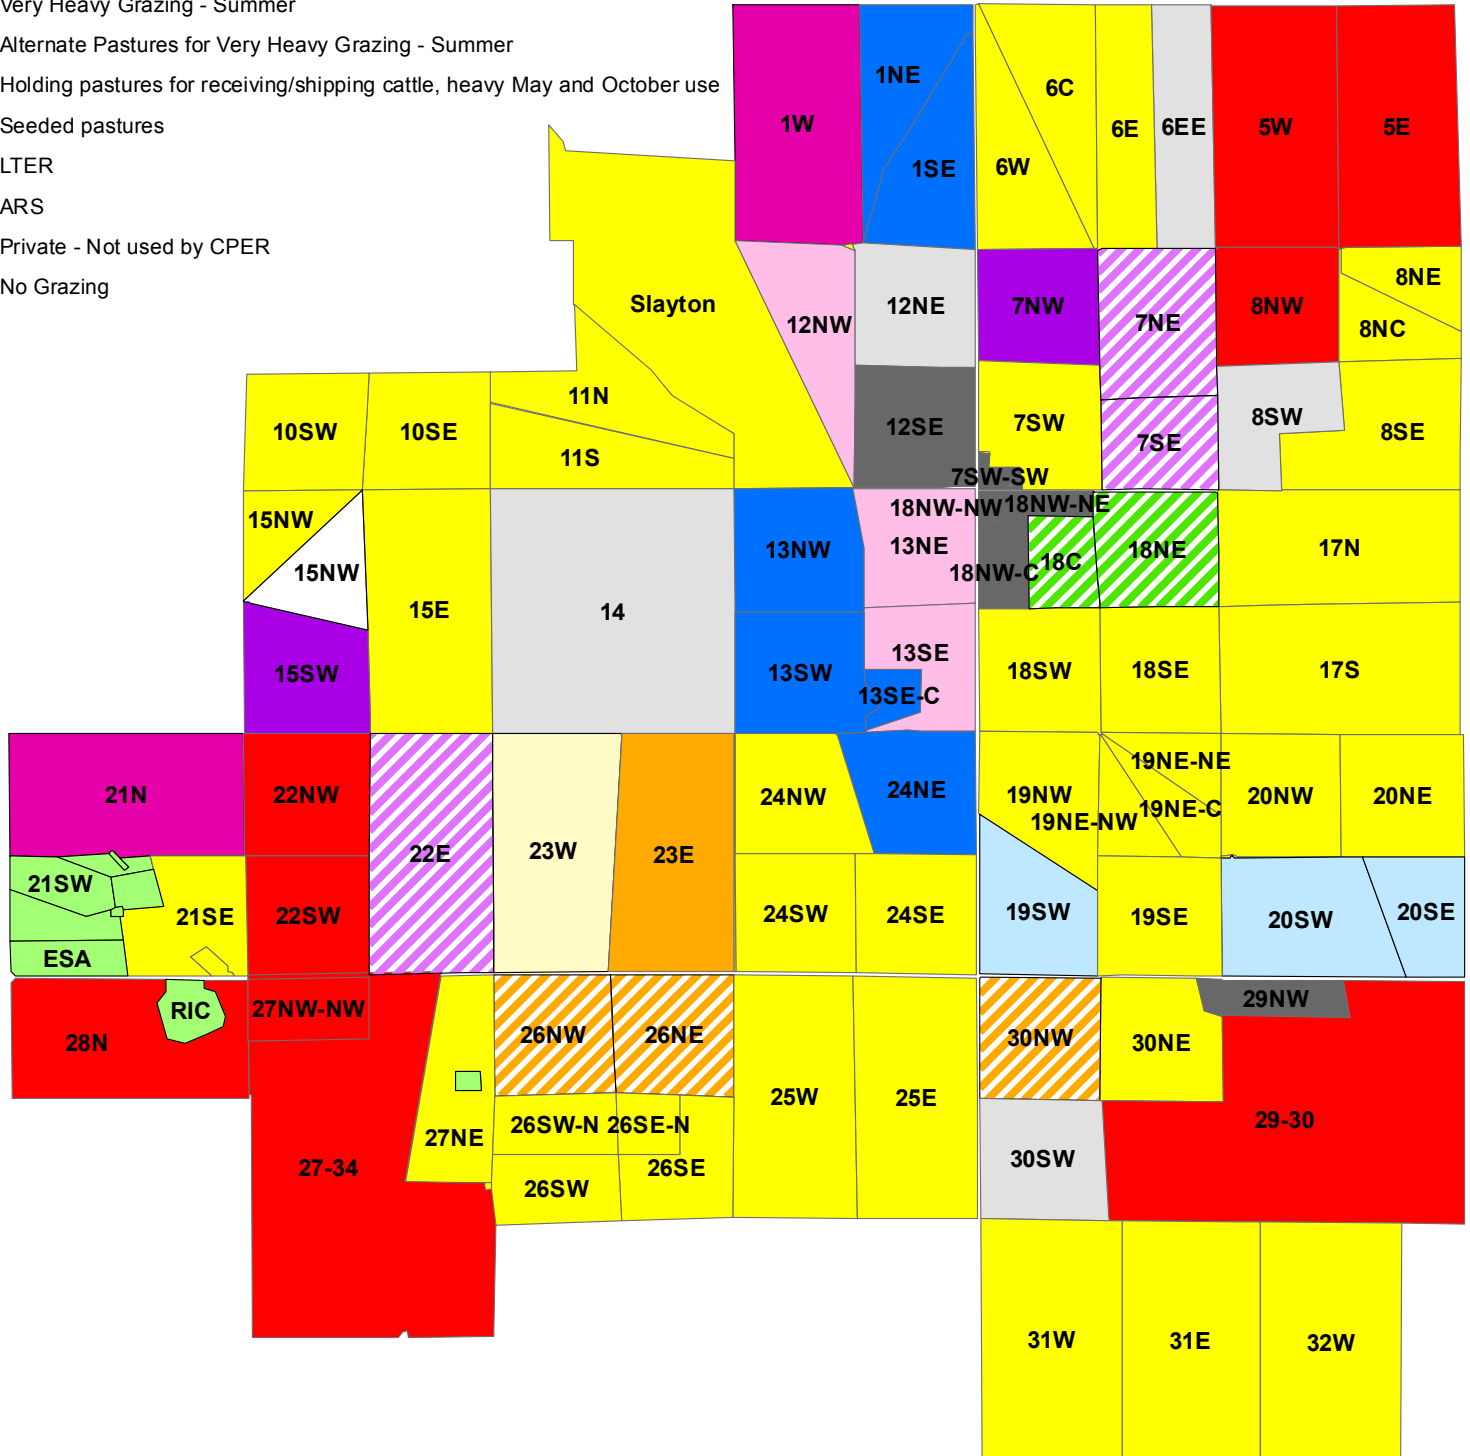 Very Heavy Grazing - Summer
Alternate Pastures for Very Heavy Grazing - Summer
Holding pastures for receiving/shipping cattle, heavy May and October use
Seeded pastures
LTER
ARS
Private - Not used by CPER
No Grazing
1W
1NE
1SE
6C
6W
6E
6EE
5W
5E
Slayton
12NW
12NE
7NW
7NE
8NW
8NE
8NC
10SW
10SE
11N
11S
12SE
7SW
7SE
8SW
8SE
7SW-SW
15NW
15NW
15E
14
13NW
18NW-NW
18NW-NE
13NE
18NW-C
18C
18NE
17N
15SW
13SW
13SE
13SE-C
18SW
18SE
17S
21N
22NW
22E
23W
23E
24NW
24NE
19NW
19NE-NE
19NE-C
19NE-NW
20NW
20NE
21SW
21SE
22SW
24SW
24SE
19SW
19SE
20SW
20SE
ESA
RIC
28N
27NW-NW
26NW
26NE
25W
25E
30NW
30NE
29NW
27-34
27NE
26SW-N
26SE-N
26SW
26SE
30SW
29-30
31W
31E
32W